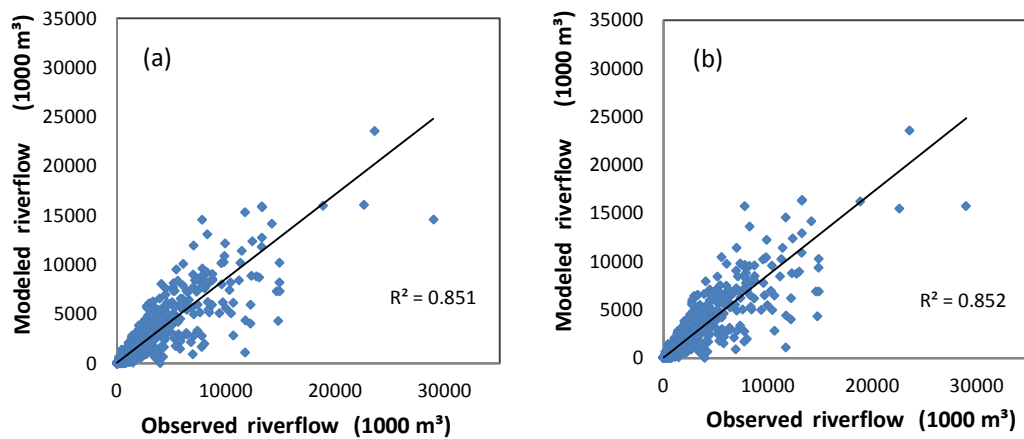 (a)
Modeled riverflow (1000 m³)
35000
30000
25000
20000
15000
10000
5000
0
R² = 0.851
0 10000 20000 30000
Observed riverflow (1000 m³)
(b)
Modeled riverflow (1000 m³)
35000
30000
25000
20000
15000
10000
5000
0
R² = 0.852
0 10000 20000 30000
Observed riverflow (1000 m³)